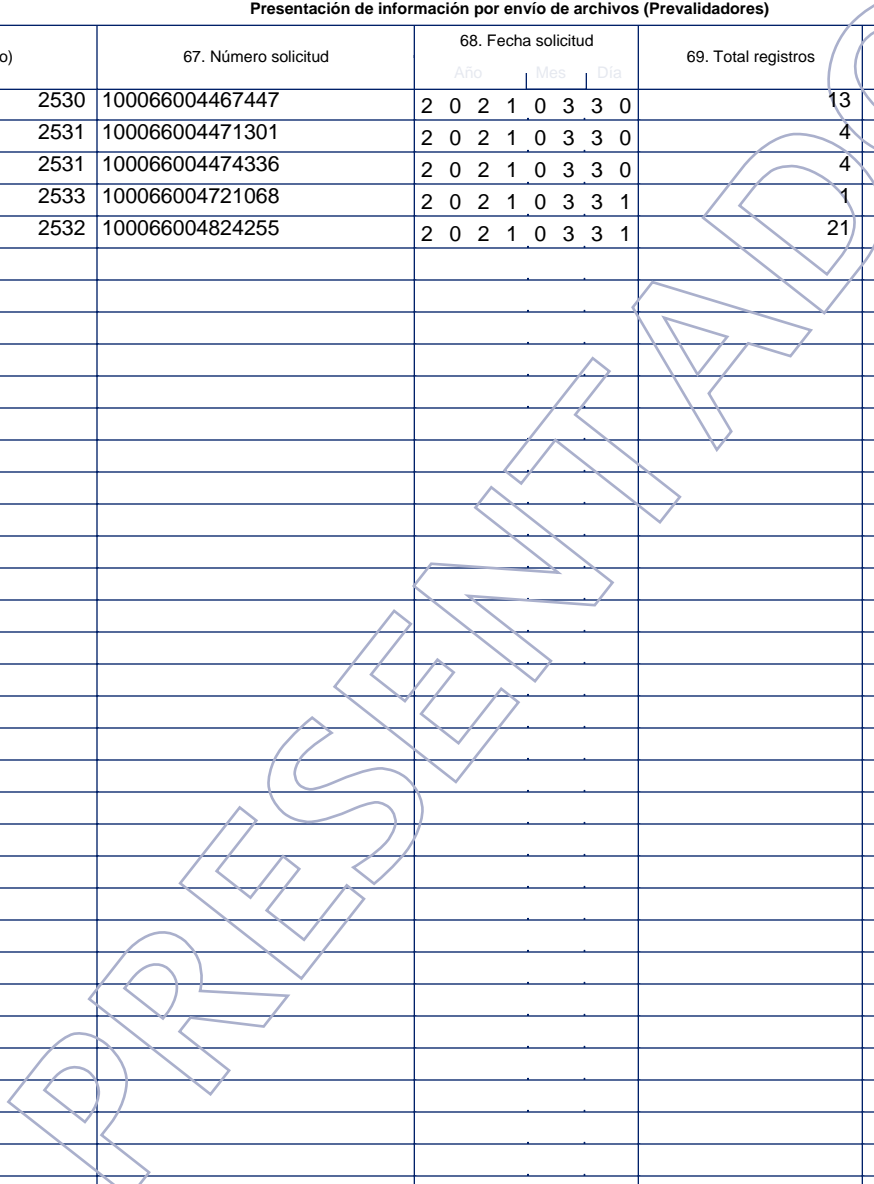 Presentación de información por envío de archivos (Prevalidadores)
o) 67. Número solicitud 68. Fecha solicitud 69. Total registros
Año Mes Día
2530 100066004467447 2 0 2 1 0 3 3 0 13
2531 100066004471301 2 0 2 1 0 3 3 0 4
2531 100066004474336 2 0 2 1 0 3 3 0 4
2533 100066004721068 2 0 2 1 0 3 3 1 1
2532 100066004824255 2 0 2 1 0 3 3 1 21
PRESENTADO